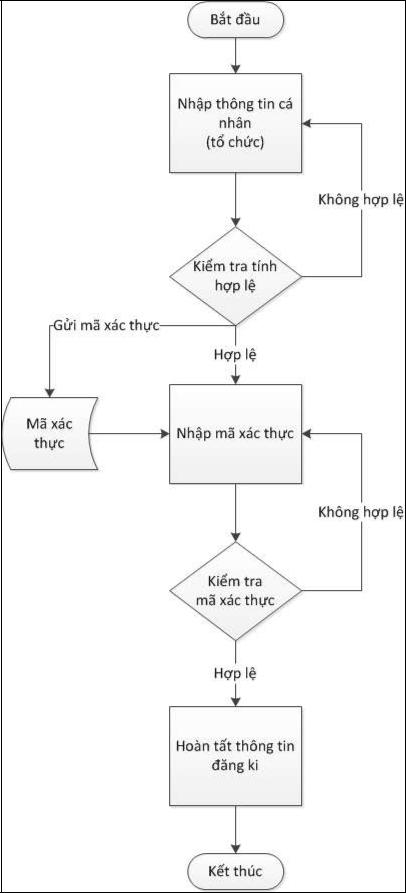 Bắt đầu
Nhập thông tin cá
nhân
(tổ chức)
Không hợp lệ
Kiểm tra tính
hợp lệ
Gửi mã xác thực
Hợp lệ
Mã xác
thực
Nhập mã xác thực
Không hợp lệ
Kiểm tra
mã xác thực
Hợp lệ
Hoàn tất thông tin
đăng kí
Kết thúc